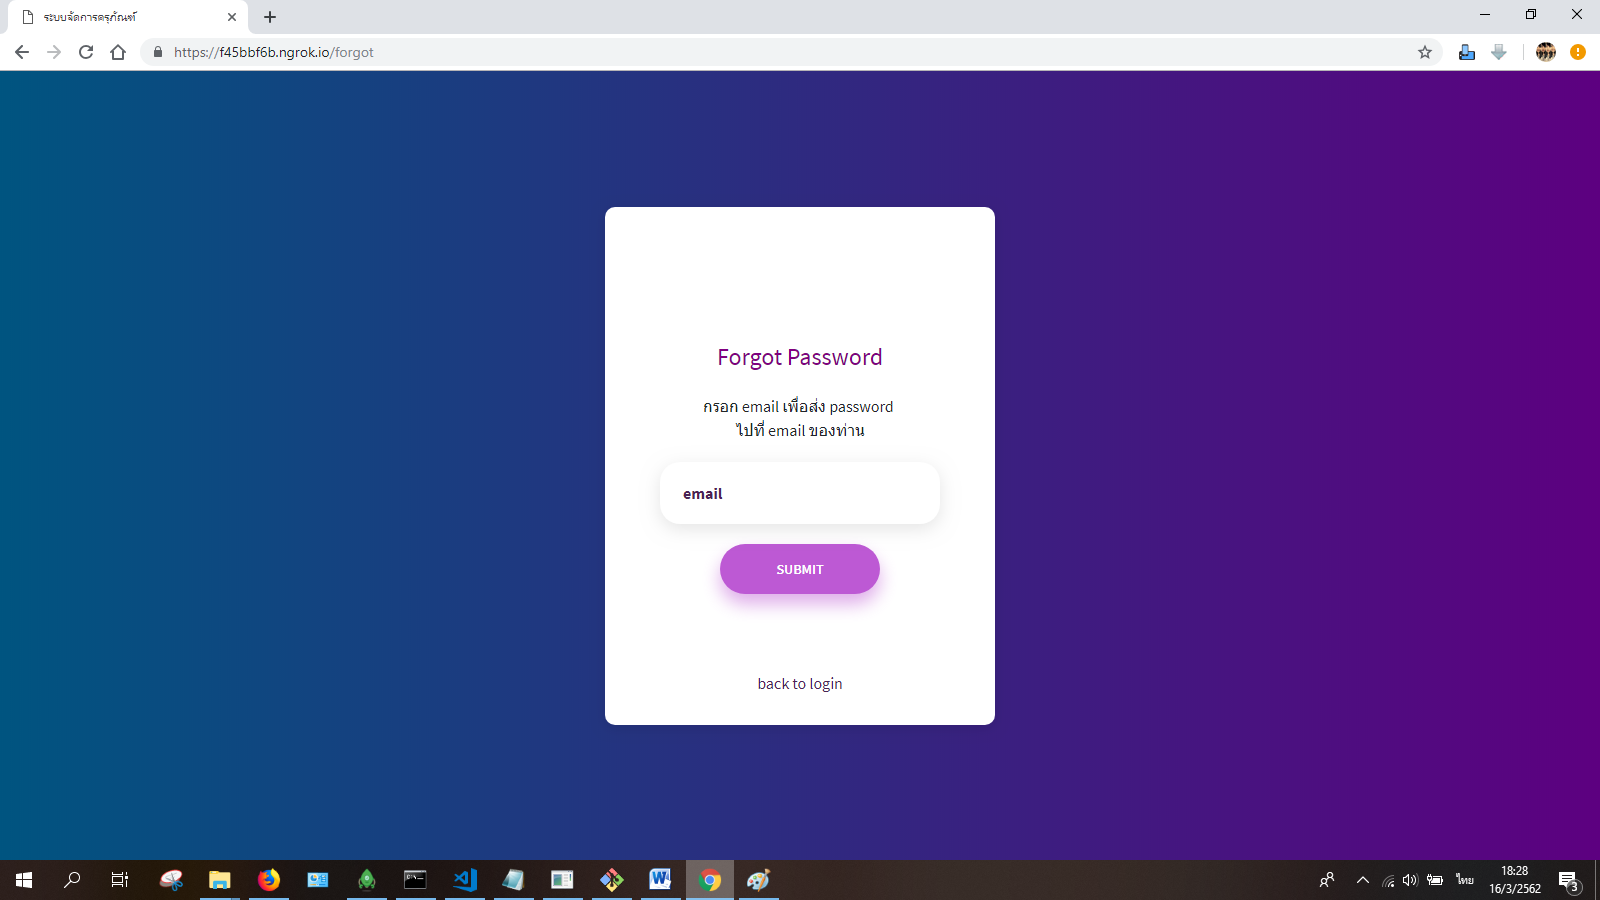 ระบบจัดการครุภัณฑ์
https://f45bbf6b.ngrok.io/forgot
Forgot Password
กรอก email เพื่อส่ง password
ไปที่ email ของท่าน
email
SUBMIT
back to login
ไทย
18:28
16/3/2562
3